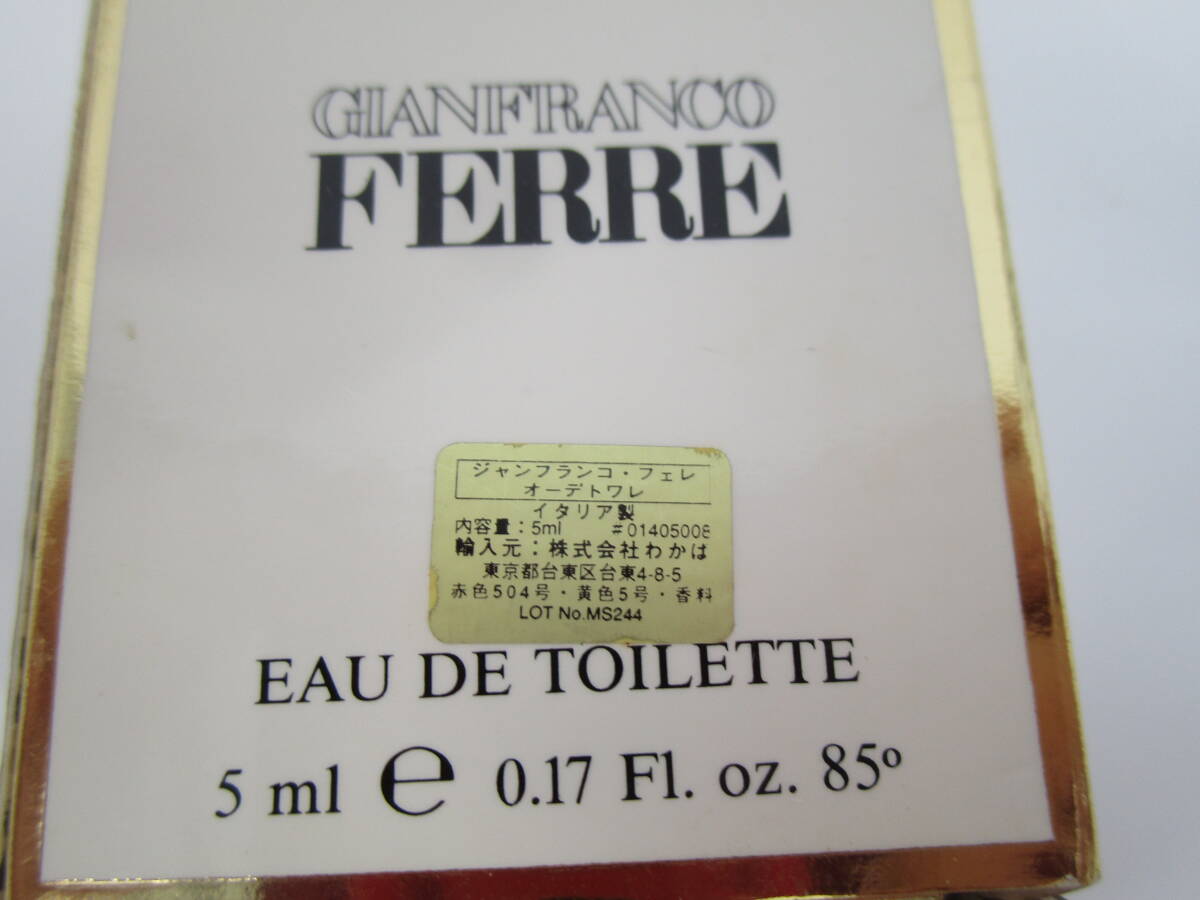 GIANFRANCO
FERRE
ジャンフランコ・フェレ
オーデトワレ
イタリア製
内容量:5ml #01405008
輸入元:株式会社わかは
東京都台東区台東4-8-5
赤色504号・黄色5号・香料
LOT No.MS244
EAU DE TOILETTE
5 ml e 0.17 Fl. oz. 85º